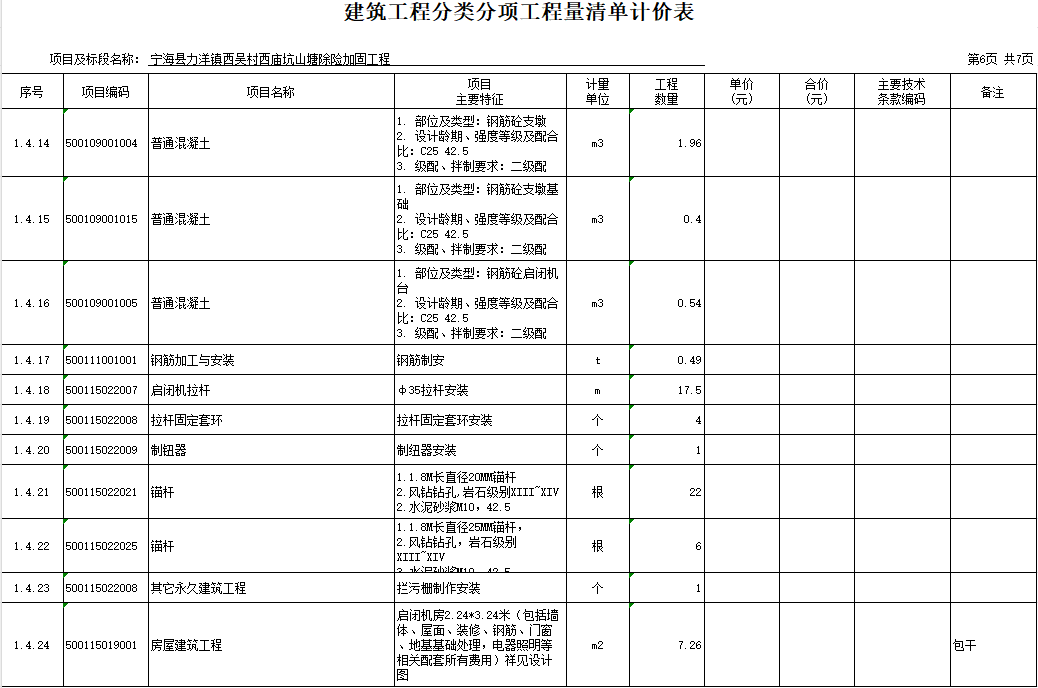 建筑工程分类分项工程量清单计价表
项目及标段名称： 宁海县力洋镇西吴村西庙坑山塘除险加固工程 第6页 共7页
序号 项目编码 项目名称 项目 主要特征 计量 单位 工程 数量 单价 (元) 合价 (元) 主要技术 条款编码 备注
1.4.14 500109001004 普通混凝土
1. 部位及类型：钢筋砼支墩
2. 设计龄期、强度等级及配合
比：C25 42.5
3. 级配、拌制要求：二级配
m3 1.96
1.4.15 500109001015 普通混凝土
1. 部位及类型：钢筋砼支墩基
础
2. 设计龄期、强度等级及配合
比：C25 42.5
3. 级配、拌制要求：二级配
m3 0.4
1.4.16 500109001005 普通混凝土
1. 部位及类型：钢筋砼启闭机
台
2. 设计龄期、强度等级及配合
比：C25 42.5
3. 级配、拌制要求：二级配
m3 0.54
1.4.17 500111001001 钢筋加工与安装 钢筋制安 t 0.49
1.4.18 500115022007 启闭机拉杆 φ35拉杆安装 m 17.5
1.4.19 500115022008 拉杆固定套环 拉杆固定套环安装 个 4
1.4.20 500115022009 制钮器 制纽器安装 个 1
1.4.21 500115022021 锚杆
1.1.8M长直径20MM锚杆
2.风钻钻孔,岩石级别XIII~XIV
2.水泥砂浆M10，42.5
根 22
1.4.22 500115022025 锚杆
1.1.8M长直径25MM锚杆，
2.风钻钻孔，岩石级别
XIII~XIV
3.水泥砂浆M10，42.5
根 6
1.4.23 500115022008 其它永久建筑工程 拦污栅制作安装 个 1
1.4.24 500115019001 房屋建筑工程
启闭机房2.24*3.24米（包括墙
体、屋面、装修、钢筋、门窗
、地基基础处理，电器照明等
相关配套所有费用）祥见设计
图
m2 7.26 包干